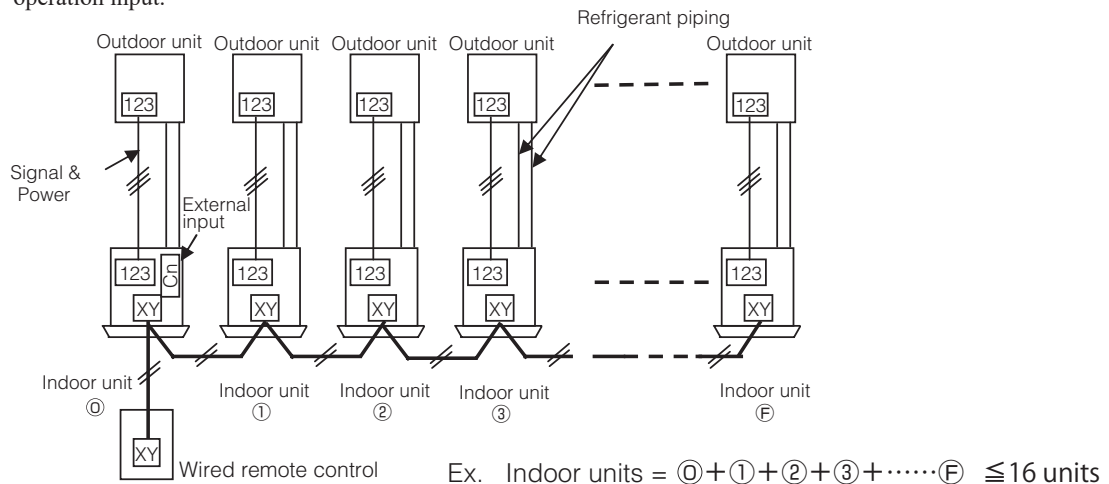 operation input.
Refrigerant piping
Outdoor unit Outdoor unit Outdoor unit Outdoor unit Outdoor unit
123 123 123 123 123
Signal &
Power
External
input
123 Cn 123 123 123 123
XY XY XY XY XY
Indoor unit
⓪
Indoor unit
①
Indoor unit
②
Indoor unit
③
Indoor unit
Ⓕ
XY
Wired remote control
Ex. Indoor units = ⓪+①+②+③+······Ⓕ ≦16 units